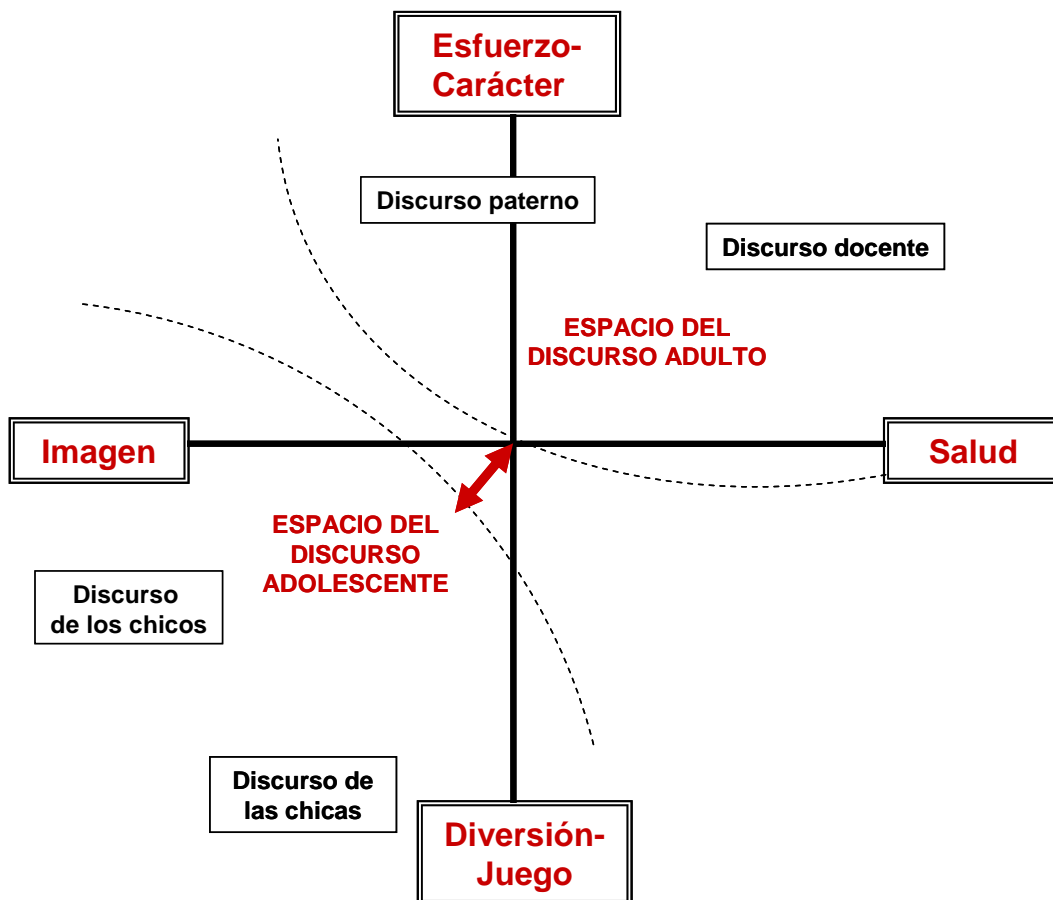 Esfuerzo-
Carácter
Discurso paterno
Discurso docente
ESPACIO DEL
DISCURSO ADULTO
Imagen
Salud
ESPACIO DEL
DISCURSO
ADOLESCENTE
Discurso
de los chicos
Discurso de
las chicas
Diversión-
Juego